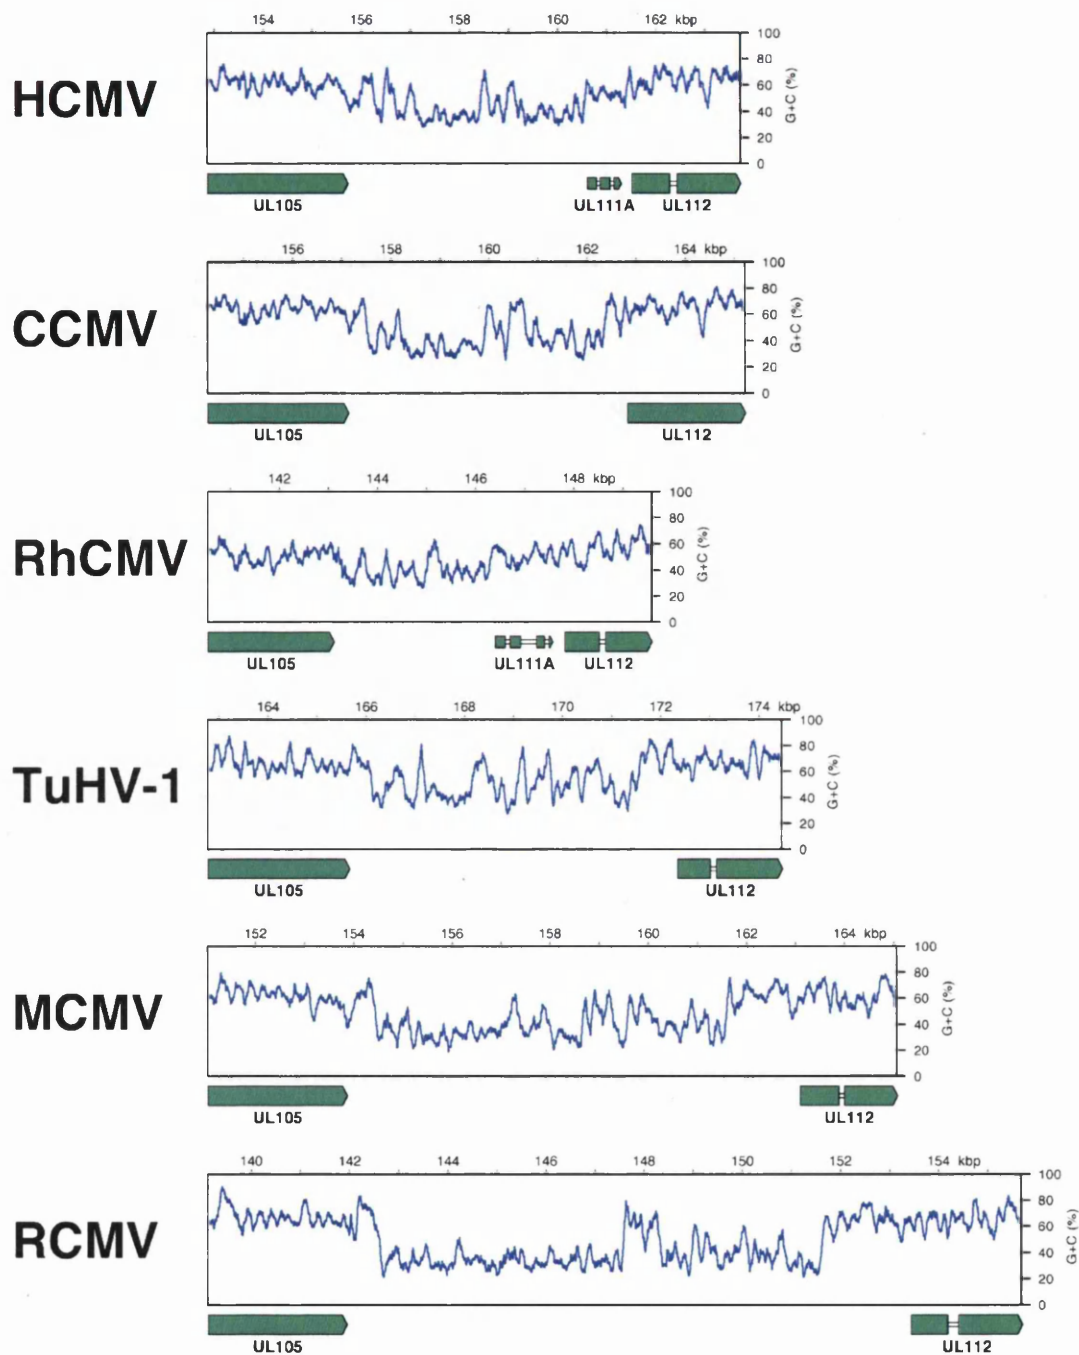 154 156 158 160 162 kbp
HCMV
100
80
60
40
20
0
G+C (%)
UL105 UL111A UL112
156 158 160 162 164 kbp
CCMV
100
80
60
40
20
0
G+C (%)
UL105 UL112
142 144 146 148 kbp
RhCMV
100
80
60
40
20
0
G+C (%)
UL105 UL111A UL112
164 166 168 170 172 174 kbp
TuHV-1
100
80
60
40
20
0
G+C (%)
UL105 UL112
152 154 156 158 160 162 164 kbp
MCMV
100
80
60
40
20
0
G+C (%)
UL105 UL112
140 142 144 146 148 150 152 154 kbp
RCMV
100
80
60
40
20
0
G+C (%)
UL105 UL112